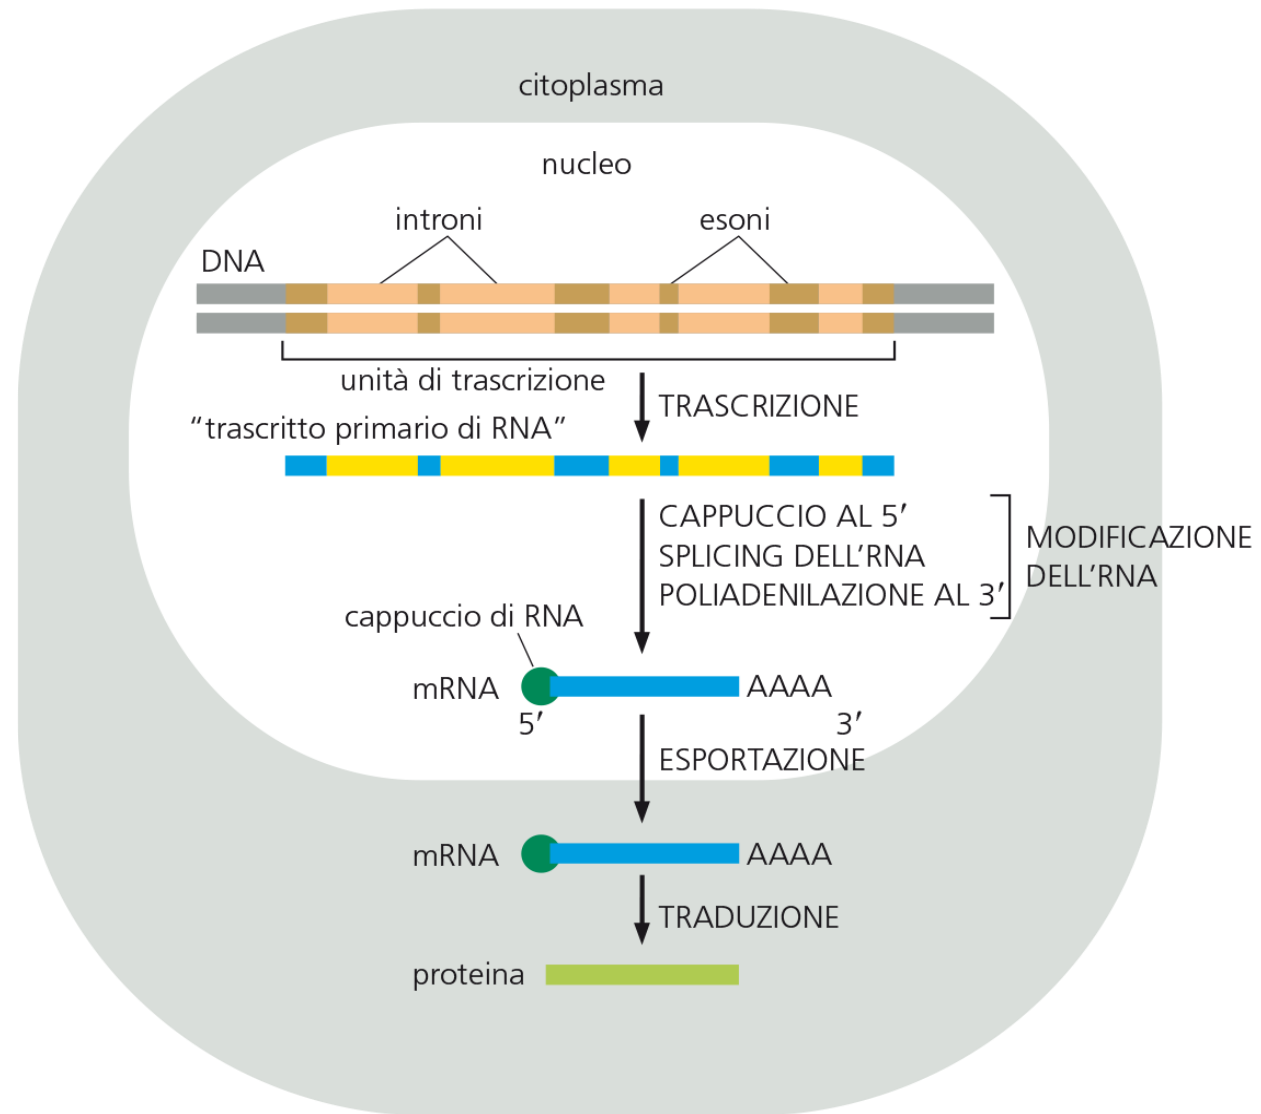 citoplasma
nucleo
introni
esoni
DNA
unità di trascrizione
TRASCRIZIONE
“trascritto primario di RNA”
CAPPUCCIO AL 5′
SPLICING DELL’RNA
POLIADENILAZIONE AL 3′
MODIFICAZIONE
DELL’RNA
cappuccio di RNA
mRNA
AAAA
5′
3′
ESPORTAZIONE
mRNA
AAAA
TRADUZIONE
proteina